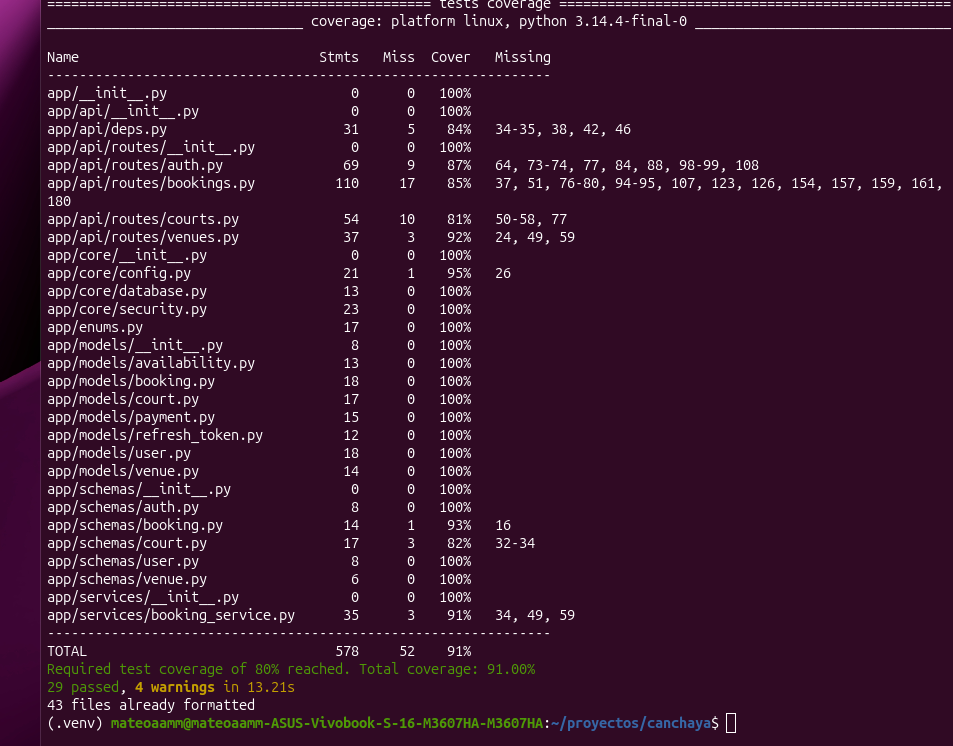 ================================================ tests coverage =================================================
________________________________ coverage: platform linux, python 3.14.4-final-0 ________________________________
Name                              Stmts   Miss  Cover   Missing
---------------------------------------------------------------
app/__init__.py                       0      0   100%
app/api/__init__.py                   0      0   100%
app/api/deps.py                      31      5    84%   34-35, 38, 42, 46
app/api/routes/__init__.py            0      0   100%
app/api/routes/auth.py               69      9    87%   64, 73-74, 77, 84, 88, 98-99, 108
app/api/routes/bookings.py          110     17    85%   37, 51, 76-80, 94-95, 107, 123, 126, 154, 157, 159, 161,
180
app/api/routes/courts.py             54     10    81%   50-58, 77
app/api/routes/venues.py             37      3    92%   24, 49, 59
app/core/__init__.py                  0      0   100%
app/core/config.py                   21      1    95%   26
app/core/database.py                 13      0   100%
app/core/security.py                 23      0   100%
app/enums.py                         17      0   100%
app/models/__init__.py                8      0   100%
app/models/availability.py           13      0   100%
app/models/booking.py                18      0   100%
app/models/court.py                  17      0   100%
app/models/payment.py                15      0   100%
app/models/refresh_token.py          12      0   100%
app/models/user.py                   18      0   100%
app/models/venue.py                  14      0   100%
app/schemas/__init__.py               0      0   100%
app/schemas/auth.py                   8      0   100%
app/schemas/booking.py               14      1    93%   16
app/schemas/court.py                 17      3    82%   32-34
app/schemas/user.py                   8      0   100%
app/schemas/venue.py                  6      0   100%
app/services/__init__.py              0      0   100%
app/services/booking_service.py      35      3    91%   34, 49, 59
---------------------------------------------------------------
TOTAL                               578     52    91%
Required test coverage of 80% reached. Total coverage: 91.00%
29 passed, 4 warnings in 13.21s
43 files already formatted
(.venv) mateoaamm@mateoaamm-ASUS-Vivobook-S-16-M3607HA-M3607HA:~/proyectos/canchaya$